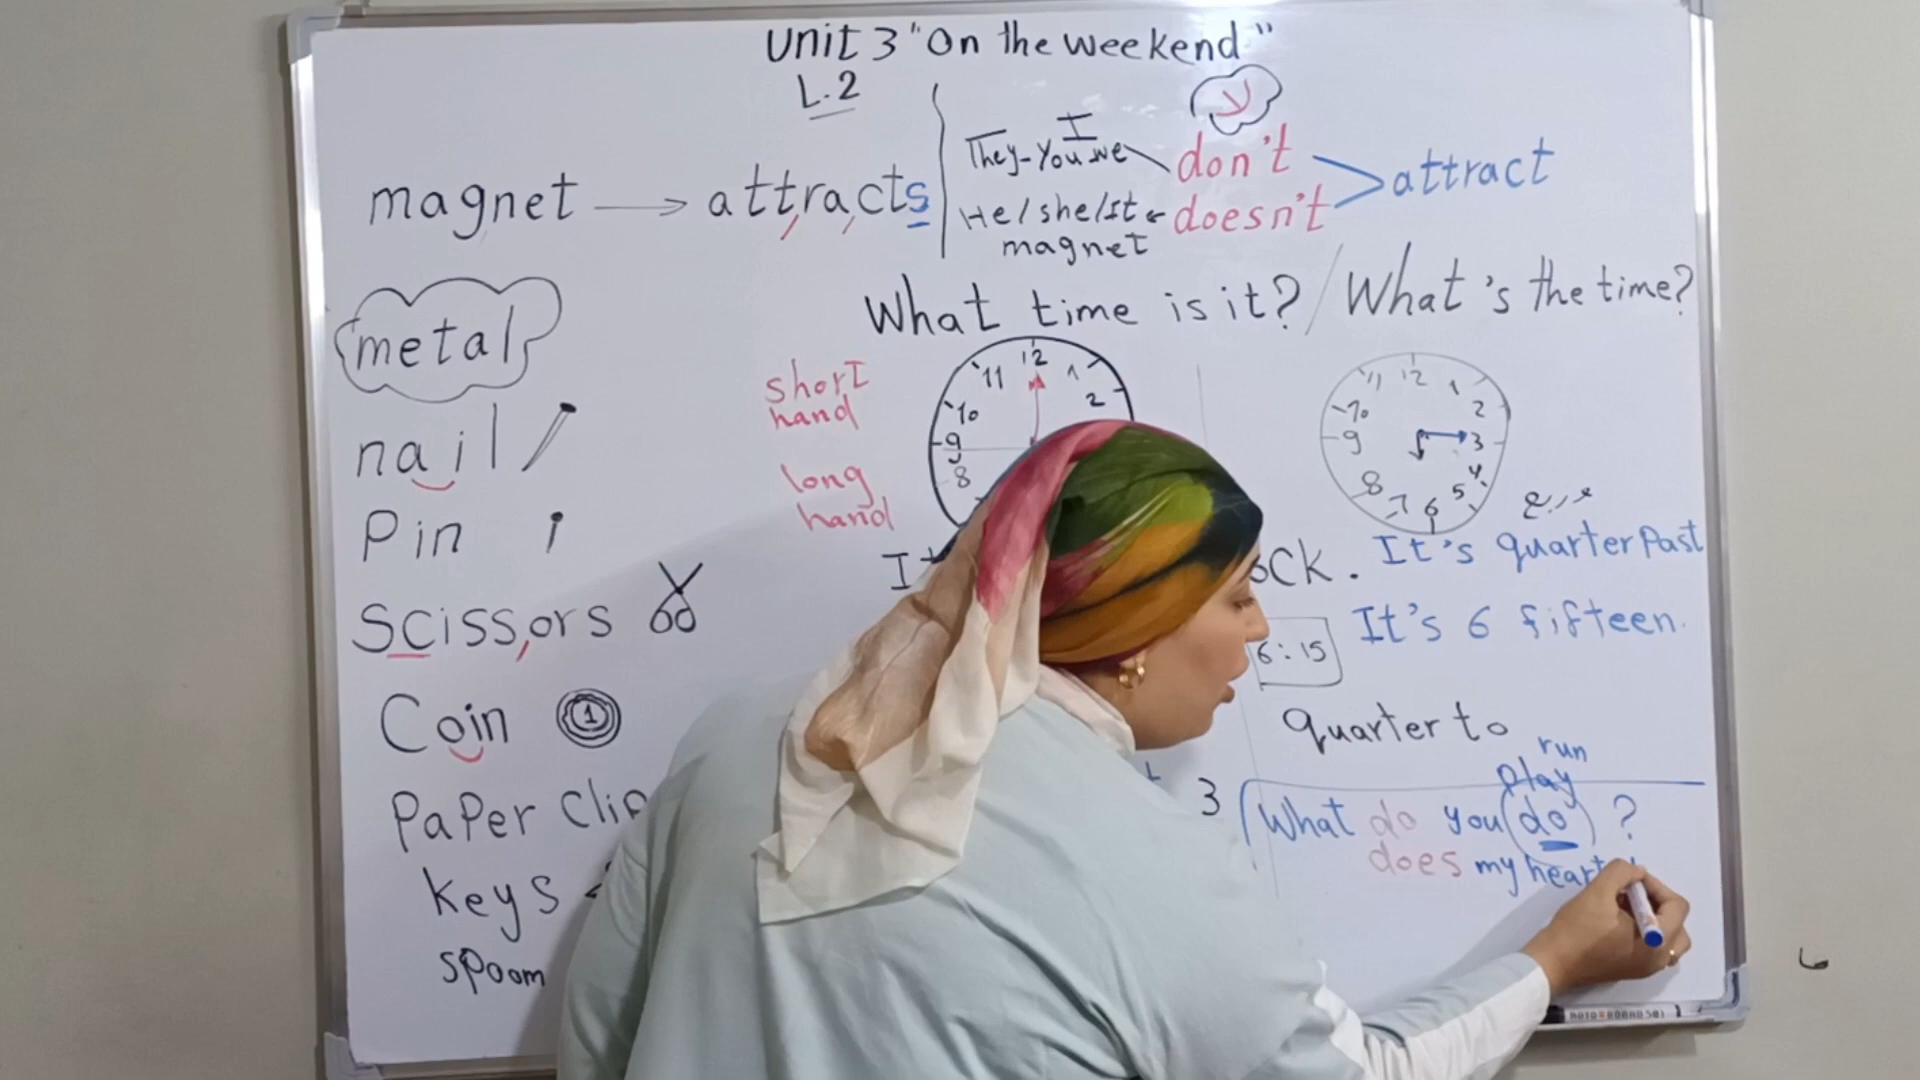 Unit 3 "On the weekend"
L.2
magnet → attracts
I
They-You we don't
He/she/It doesn't > attract
magnet
metal
nail
Pin
Scissors
Coin
1
PaPer Clip
keys
spoom
What time is it? / What's the time?
short
hand
long
hand
12 1 2 8 9 10 11
12 1 2 3 4 5 6 7 8 9 10 11
It ock.
It's quarter Past
6:15 It's 6 fifteen.
quarter to
3
run
play
What do you (do) ?
does my heart